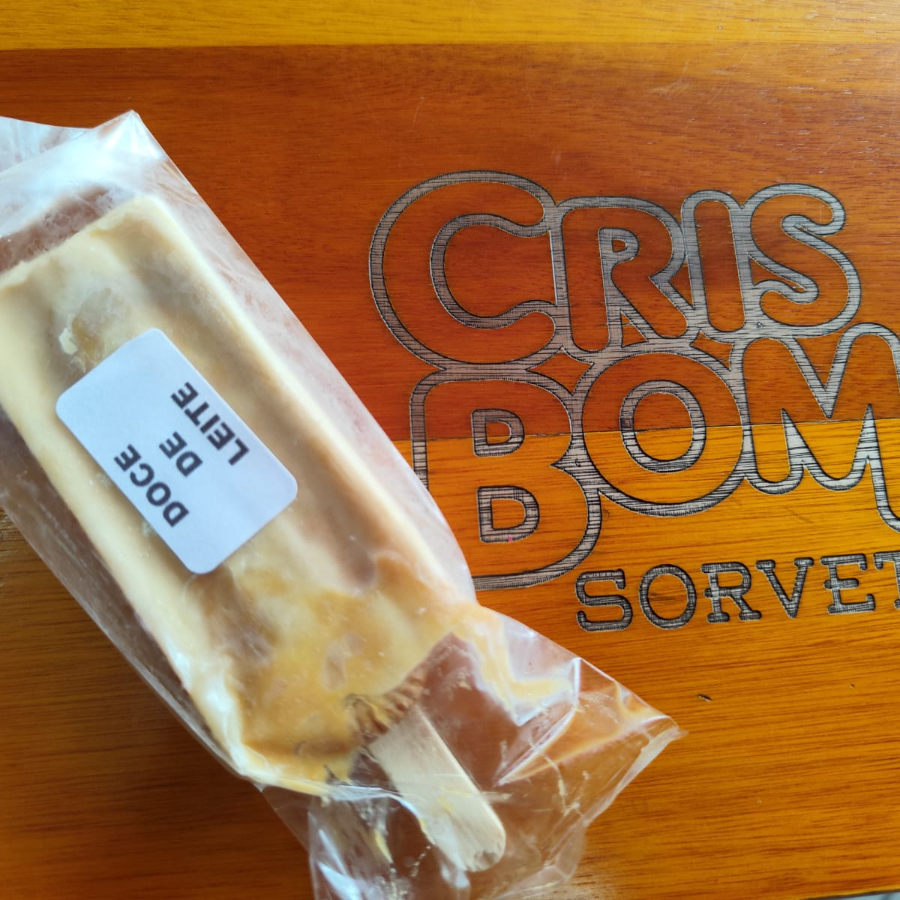 DOCE
DE
LEITE
CRIS
BOM
SORVET